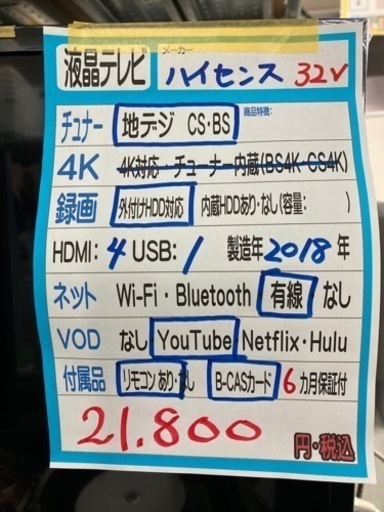 液晶テレビ メーカー ハイセンス 32V
チュナー 地デジ CS・BS 商品特徴:
4K 4K対応・チューナー内蔵(BS4K・CS4K)
録画 外付けHDD対応 内蔵HDDあり・なし(容量: )
HDMI:4 USB:1 製造年2018年
ネット Wi-Fi・Bluetooth 有線・なし
VOD なし YouTube Netflix・Hulu
付属品 リモコンあり・なし B-CASカード 6カ月保証付
21.800 円・税込